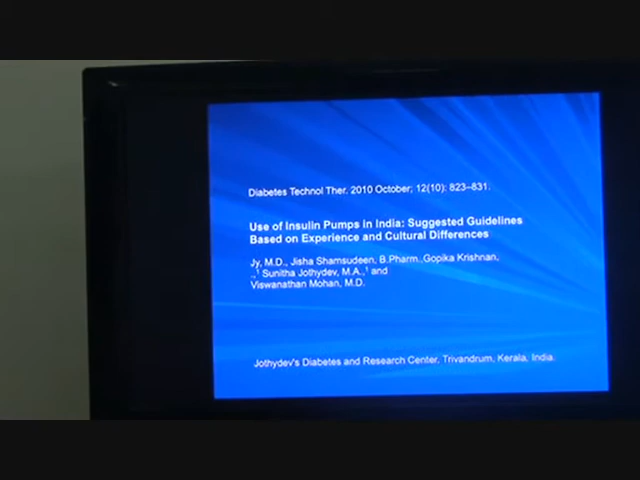 Diabetes Technol Ther. 2010 October; 12(10): 823–831.
Use of Insulin Pumps in India: Suggested Guidelines
Based on Experience and Cultural Differences
Jy, M.D., Jisha Shamsudeen, B.Pharm.,Gopika Krishnan,
.,1 Sunitha Jothydev, M.A.,1 and
Viswanathan Mohan, M.D.
Jothydev's Diabetes and Research Center, Trivandrum, Kerala, India.